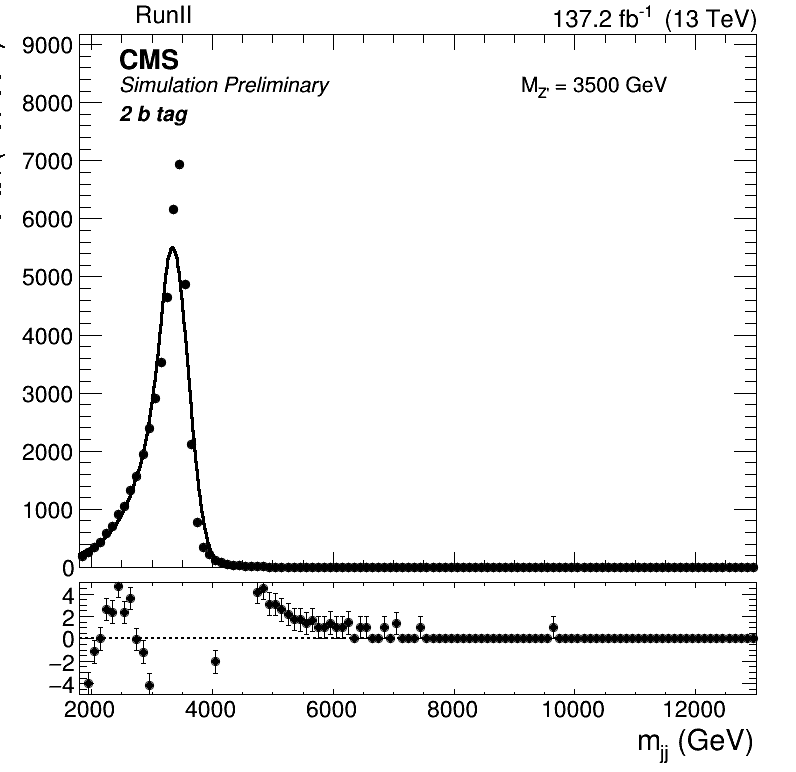 RunII 137.2 fb-1 (13 TeV)
CMS
Simulation Preliminary
2 b tag
MZ' = 3500 GeV
9000
8000
7000
6000
5000
4000
3000
2000
1000
0
4
2
0
−2
−4
2000 4000 6000 8000 10000 12000
mjj (GeV)